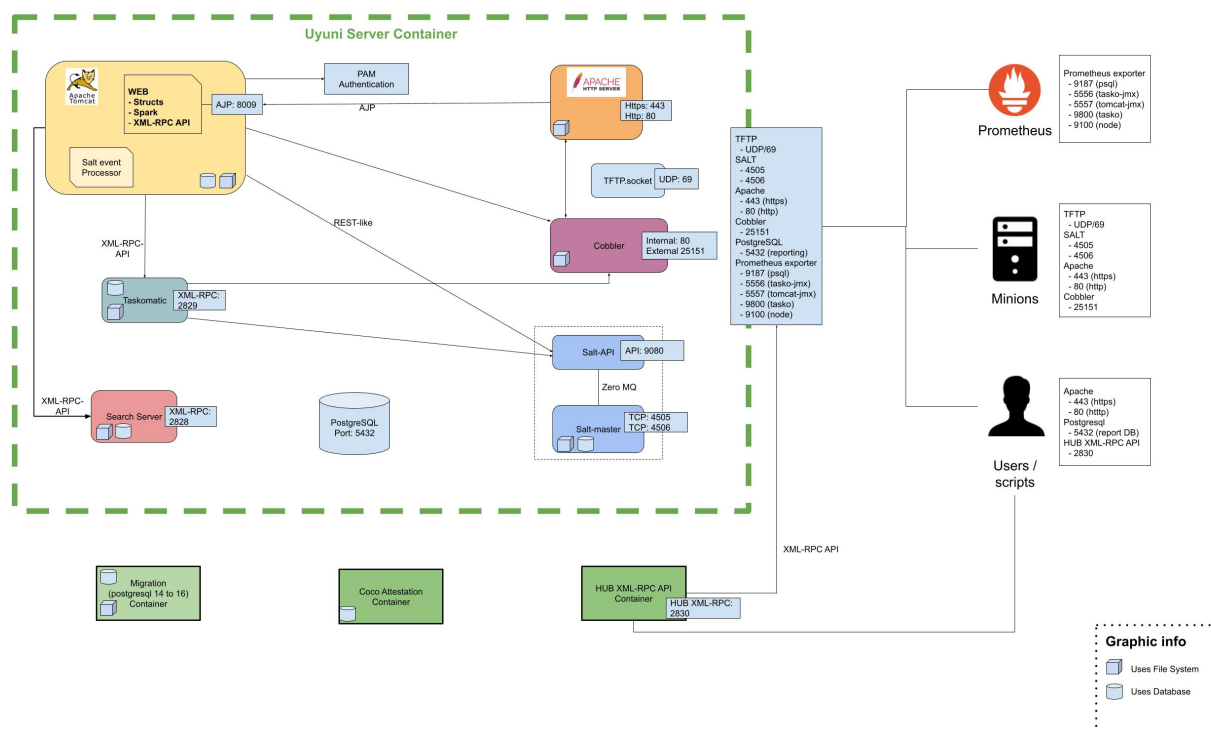 Uyuni Server Container
Apache
Tomcat
WEB
- Structs
- Spark
- XML-RPC API
AJP: 8009
Salt event
Processor
PAM
Authentication
AJP
APACHE
HTTP SERVER
Https: 443
Http: 80
TFTP.socket
UDP: 69
REST-like
Cobbler
Internal: 80
External 25151
XML-RPC-
API
Taskomatic
XML-RPC:
2829
Salt-API
API: 9080
Zero MQ
Salt-master
TCP: 4505
TCP: 4506
XML-RPC-
API
Search Server
XML-RPC:
2828
PostgreSQL
Port: 5432
TFTP
- UDP/69
SALT
- 4505
- 4506
Apache
- 443 (https)
- 80 (http)
Cobbler
- 25151
PostgreSQL
- 5432 (reporting)
Prometheus exporter
- 9187 (psql)
- 5556 (tasko-jmx)
- 5557 (tomcat-jmx)
- 9800 (tasko)
- 9100 (node)
Prometheus
Prometheus exporter
- 9187 (psql)
- 5556 (tasko-jmx)
- 5557 (tomcat-jmx)
- 9800 (tasko)
- 9100 (node)
Minions
TFTP
- UDP/69
SALT
- 4505
- 4506
Apache
- 443 (https)
- 80 (http)
Cobbler
- 25151
Users /
scripts
Apache
- 443 (https)
- 80 (htttp)
Postgresql
- 5432 (report DB)
HUB XML-RPC API
- 2830
XML-RPC API
Migration
(postgresql 14 to 16)
Container
Coco Attestation
Container
HUB XML-RPC API
Container
HUB XML-RPC:
2830
Graphic info
Uses File System
Uses Database